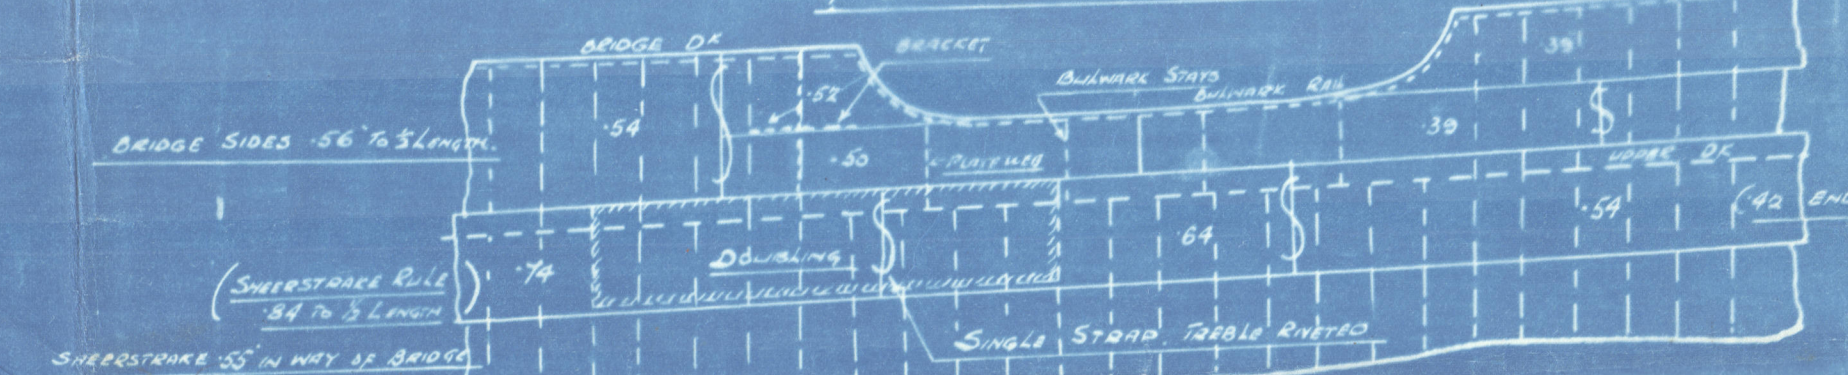 BRIDGE DK
BRACKET
.39
BULWARK STAYS
BULWARK RAIL
.52
.54
.39
BRIDGE SIDES .56 TO ½ LENGTH.
.50
PLATE
UPPER DK
.54
(.42
.64
DOUBLING
.74
(SHEERSTRAKE RULE
.84 TO ½ LENGTH)
SINGLE STRAP. TREBLE RIVETED
SHEERSTRAKE .55 IN WAY OF BRIDGE